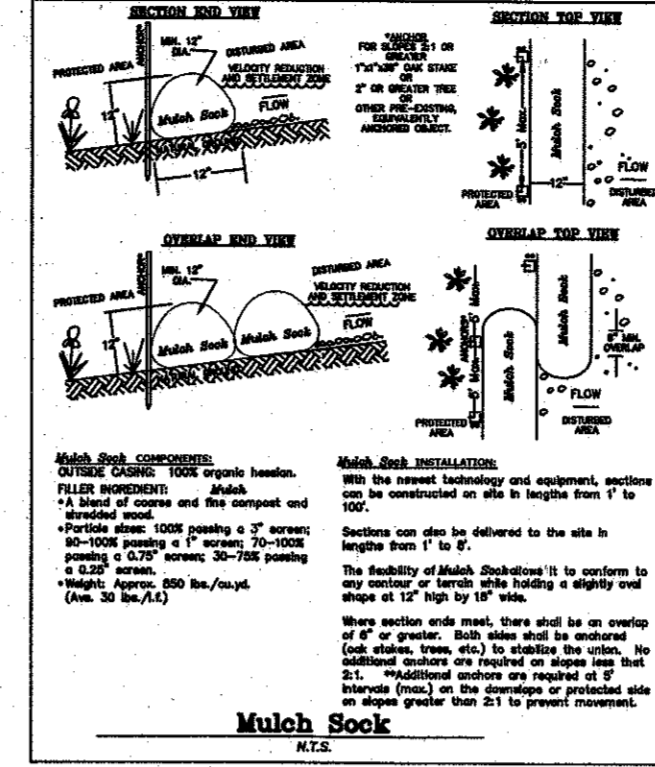 SECTION END VIEW
MIN. 12"
DIA.
DISTURBED AREA
PROTECTED AREA
ANCHOR*
VELOCITY REDUCTION
AND SETTLEMENT ZONE
FLOW
12"
Mulch Sock
NATURAL GROUND
12"
*ANCHOR
FOR SLOPES 2:1 OR
GREATER
1"x1"x36" OAK STAKE
OR
2" OR GREATER TREE
OR
OTHER PRE-EXISTING,
EQUIVALENTLY
ANCHORED OBJECT.
SECTION TOP VIEW
5' Max.
Mulch Sock
FLOW
12"
PROTECTED
AREA
DISTURBED
AREA
OVERLAP END VIEW
MIN. 12"
DIA.
DISTURBED AREA
PROTECTED AREA
ANCHOR*
VELOCITY REDUCTION
AND SETTLEMENT ZONE
FLOW
12"
Mulch Sock
Mulch Sock
NATURAL GROUND
OVERLAP TOP VIEW
5' Max.
Mulch Sock
ANCHORS*
MIN.
OVERLAP
5' Max.
Mulch Sock
FLOW
PROTECTED
AREA
DISTURBED
AREA
Mulch Sock COMPONENTS:
OUTSIDE CASING: 100% organic hessian.
FILLER INGREDIENT: Mulch
•A blend of coarse and fine compost and
shredded wood.
•Particle sizes: 100% passing a 3" screen;
90-100% passing a 1" screen; 70-100%
passing a 0.75" screen; 30-75% passing
a 0.25" screen.
•Weight: Approx. 850 lbs./cu.yd.
(Ave. 30 lbs./l.f.)
Mulch Sock INSTALLATION:
With the newest technology and equipment, sections
can be constructed on site in lengths from 1' to
100'.
Sections can also be delivered to the site in
lengths from 1' to 8'.
The flexibility of Mulch Sock allows it to conform to
any contour or terrain while holding a slightly oval
shape at 12" high by 18" wide.
Where section ends meet, there shall be an overlap
of 6" or greater. Both sides shall be anchored
(oak stakes, trees, etc.) to stabilize the union. No
additional anchors are required on slopes less that
2:1. **Additional anchors are required at 5'
intervals (max.) on the downslope or protected side
on slopes greater than 2:1 to prevent movement.
Mulch Sock
N.T.S.